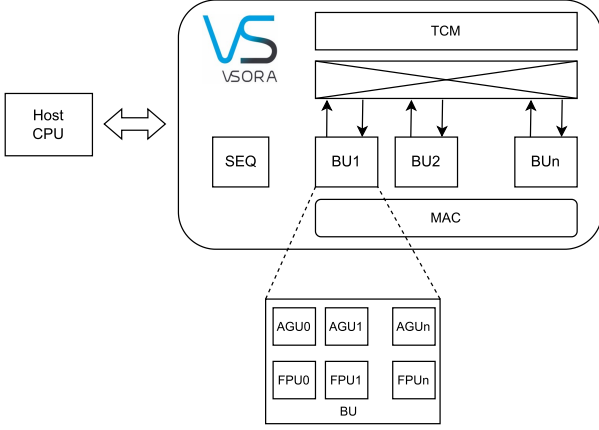 VS
VSORA
TCM
Host
CPU
SEQ
BU1
BU2
BUn
MAC
AGU0
AGU1
AGUn
FPU0
FPU1
FPUn
BU